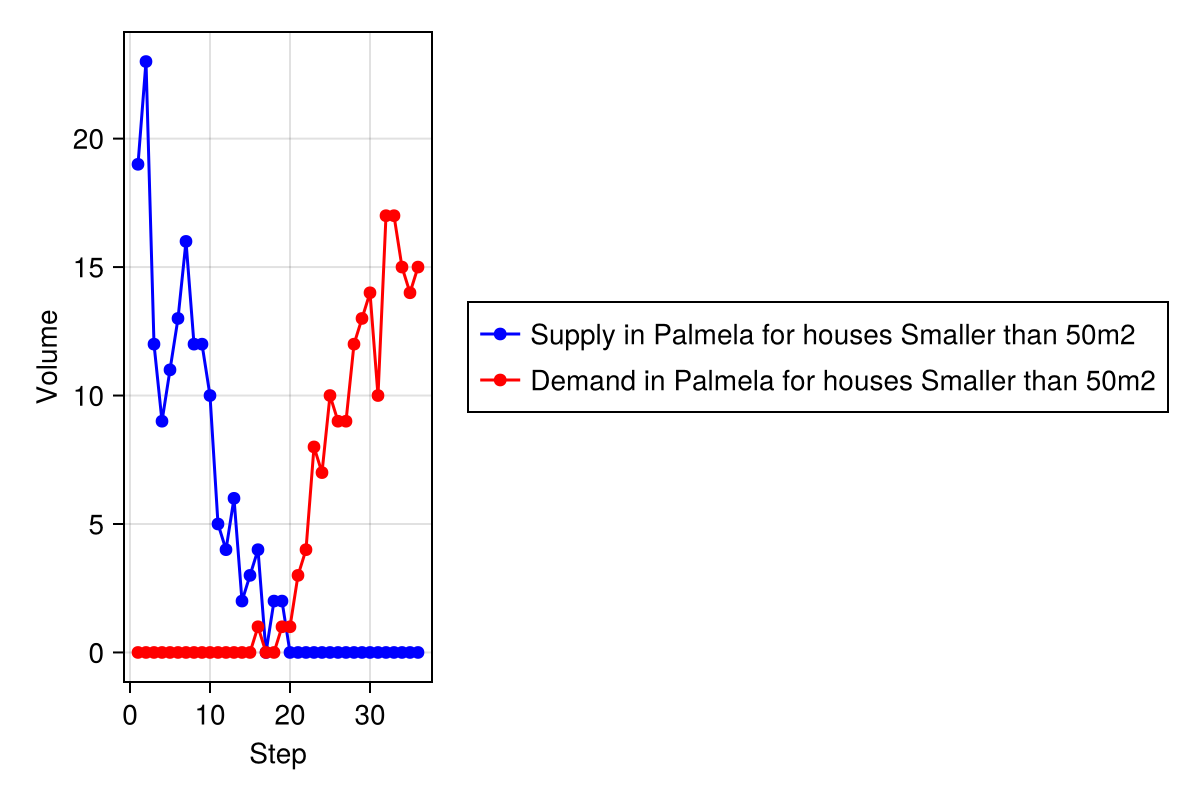 20
15
10
5
0
Volume
0 10 20 30
Step
Supply in Palmela for houses Smaller than 50m2
Demand in Palmela for houses Smaller than 50m2